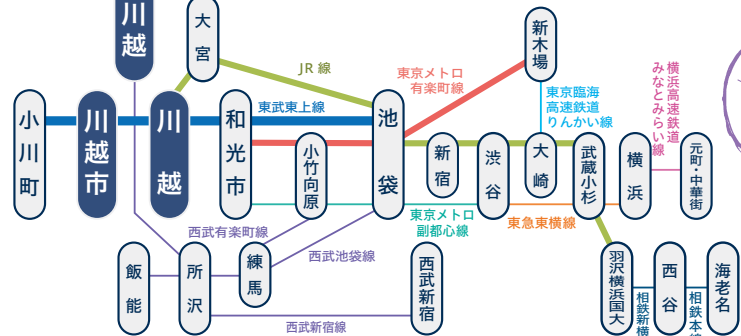 川越
大宮
新木場
JR 線
東京メトロ
有楽町線
東京臨海
高速鉄道
りんかい線
横浜高速鉄道
みなとみらい線
小川町
川越市
川越
和光市
東武東上線
池袋
小竹向原
新宿
渋谷
大崎
武蔵小杉
横浜
元町・中華街
東京メトロ
副都心線
東急東横線
西武有楽町線
西武池袋線
飯能
所沢
練馬
西武新宿
西武新宿線
羽沢横浜国大
相鉄新横
西谷
相鉄本線
海老名